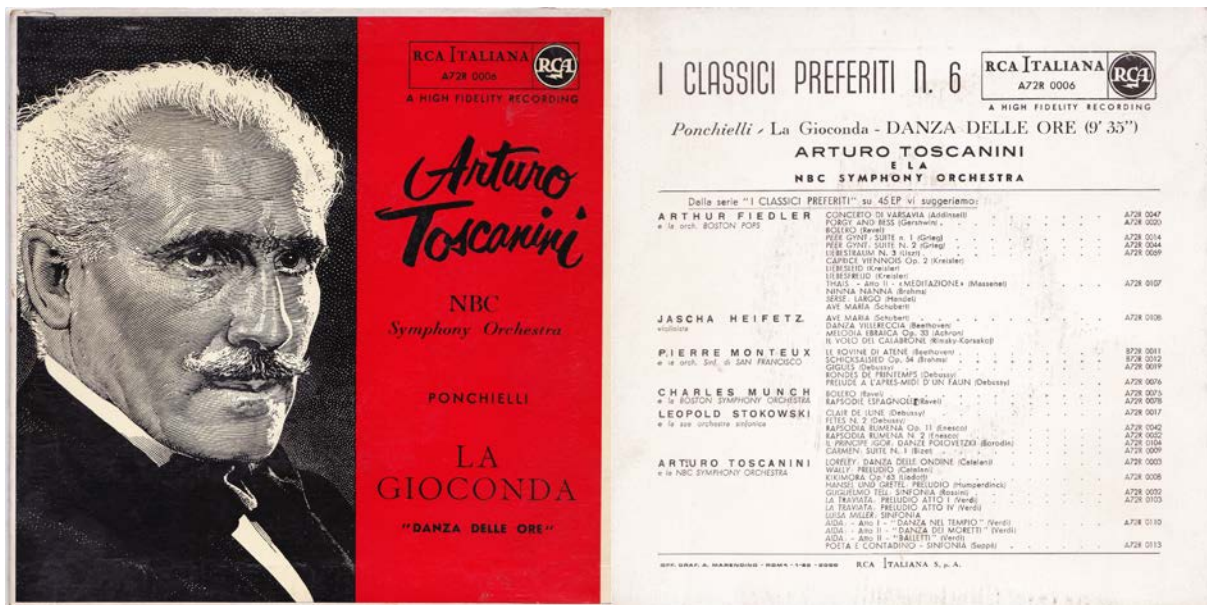 RCA ITALIANA
A72R 0006
RCA
A HIGH FIDELITY RECORDING
Arturo
Toscanini
NBC
Symphony Orchestra
PONCHIELLI
LA
GIOCONDA
"DANZA DELLE ORE"
I CLASSICI PREFERITI N. 6
RCA ITALIANA
A72R 0006
RCA
A HIGH FIDELITY RECORDING
Ponchielli - La Gioconda - DANZA DELLE ORE (9' 35")
ARTURO TOSCANINI
E LA
NBC SYMPHONY ORCHESTRA
Della serie "I CLASSICI PREFERITI" su 45 EP vi suggeriamo:
ARTHUR FIEDLER
e le orch. BOSTON POPS
CONCERTO DI VARSAVIA (Addinsell) A72R 0047
PORGY AND BESS (Gershwin) A72R 0020
BOLERO (Ravel)
PEER GYNT: SUITE n. 1 (Grieg) A72R 0014
PEER GYNT: SUITE N. 2 (Grieg) A72R 0044
LIEBESTRAUM N. 3 (Liszt) A72R 0069
CAPRICE VIENNOIS Op. 2 (Kreisler)
LIEBESLEID (Kreisler)
LIEBESFREUD (Kreisler)
THAIS: - Atto II - «MEDITAZIONE» (Massenet) A72R 0107
NINNA NANNA (Brahms)
SERSE: LARGO (Handel)
AVE MARIA (Schubert)
JASCHA HEIFETZ
violinista
AVE MARIA (Schubert) A72R 0108
DANZA VILLERECCIA (Beethoven)
MELODIA EBRAICA Op. 33 (Achron)
IL VOLO DEL CALABRONE (Rimsky-Korsakof)
PIERRE MONTEUX
e la orch. Sinf. di SAN FRANCISCO
LE ROVINE DI ATENE (Beethoven) B72R 0011
SCHICKSALSLIED Op. 54 (Brahms) B72R 0012
GIGUES (Debussy) A72R 0019
RONDES DE PRINTEMPS (Debussy)
PRELUDE A L'APRES-MIDI D'UN FAUN (Debussy) A72R 0076
CHARLES MUNCH
e la BOSTON SYMPHONY ORCHESTRA
BOLERO (Ravel) A72R 0075
RAPSODIE ESPAGNOLE (Ravel) A72R 0078
LEOPOLD STOKOWSKI
e la sua orchestra sinfonica
CLAIR DE LUNE (Debussy) A72R 0017
FETES N. 2 (Debussy)
RAPSODIA RUMENA Op. 11 (Enesco) A72R 0042
RAPSODIA RUMENA N. 2 (Enesco) A72R 0052
IL PRINCIPE IGOR: DANZE POLOVETZKI (Borodin) A72R 0104
CARMEN: SUITE N. 1 (Bizet) A72R 0009
ARTURO TOSCANINI
e la NBC SYMPHONY ORCHESTRA
LORELEY: DANZA DELLE ONDINE (Catalani) A72R 0003
WALLY: PRELUDIO (Catalani)
KIKIMORA Op. 63 (Liadoff) A72R 0008
HANSEL UND GRETEL: PRELUDIO (Humperdinck)
GUGLIELMO TELL: SINFONIA (Rossini) A72R 0032
LA TRAVIATA: PRELUDIO ATTO I (Verdi) A72R 0103
LA TRAVIATA: PRELUDIO ATTO IV (Verdi)
LUISA MILLER: SINFONIA
AIDA: - Atto I - "DANZA NEL TEMPIO" (Verdi) A72R 0110
AIDA: - Atto II - "DANZA DEI MORETTI" (Verdi)
AIDA: - Atto II - "BALLETTI" (Verdi)
POETA E CONTADINO - SINFONIA (Suppé) A72R 0113
OFF. GRAF. A. MARENGINO - ROMA RCA ITALIANA S. p. A.